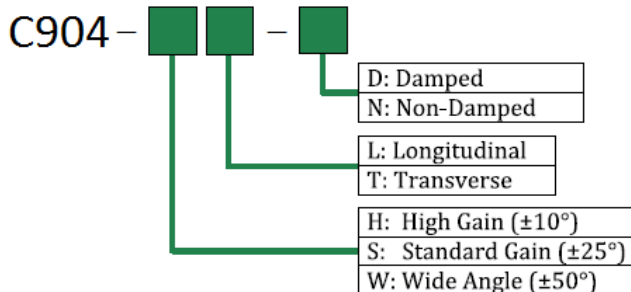 C904 -  -
D: Damped
N: Non-Damped
L: Longitudinal
T: Transverse
H: High Gain (±10°)
S: Standard Gain (±25°)
W: Wide Angle (±50°)